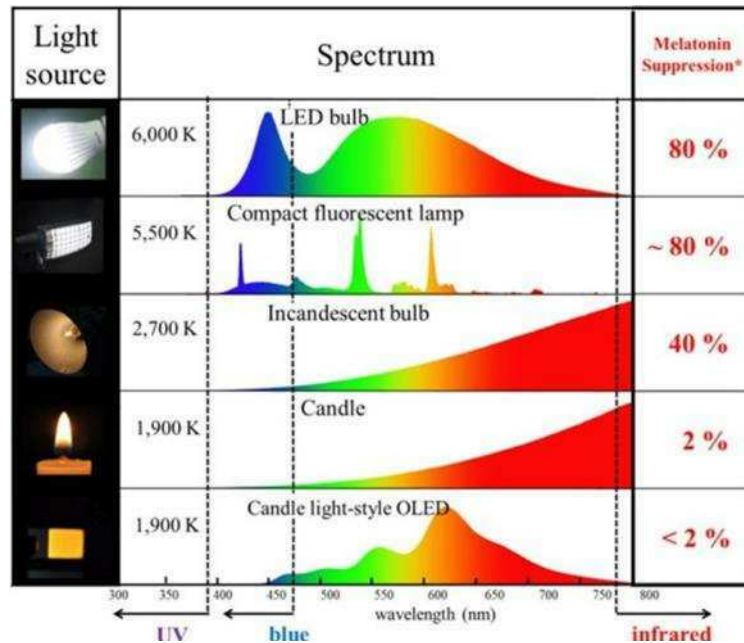 Light source
Spectrum
Melatonin
Suppression*
6,000 K
LED bulb
80 %
5,500 K
Compact fluorescent lamp
~ 80 %
2,700 K
Incandescent bulb
40 %
1,900 K
Candle
2 %
1,900 K
Candle light-style OLED
< 2 %
300 350 400 450 500 550 600 650 700 750 800
wavelength (nm)
UV
blue
infrared